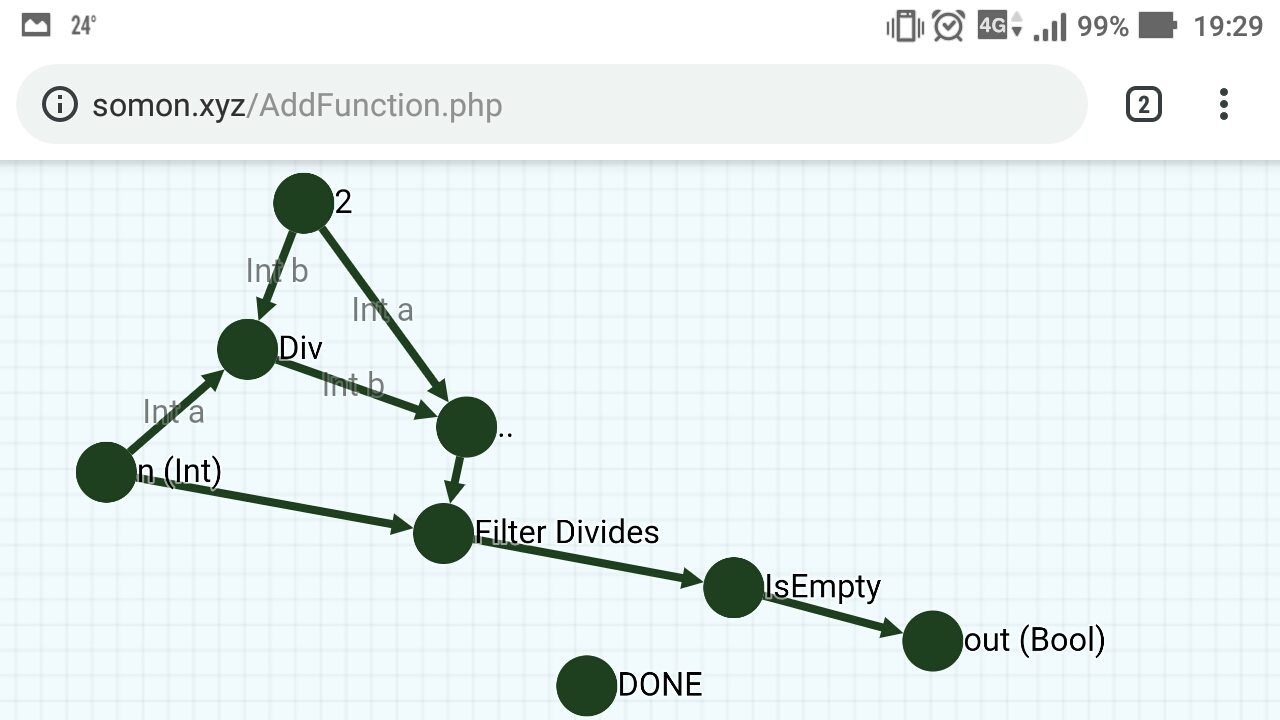 24°
4G 99% 19:29
somon.xyz/AddFunction.php
2
2
Int b
Int a
Div
Int b
Int a
..
n (Int)
Filter Divides
IsEmpty
out (Bool)
DONE